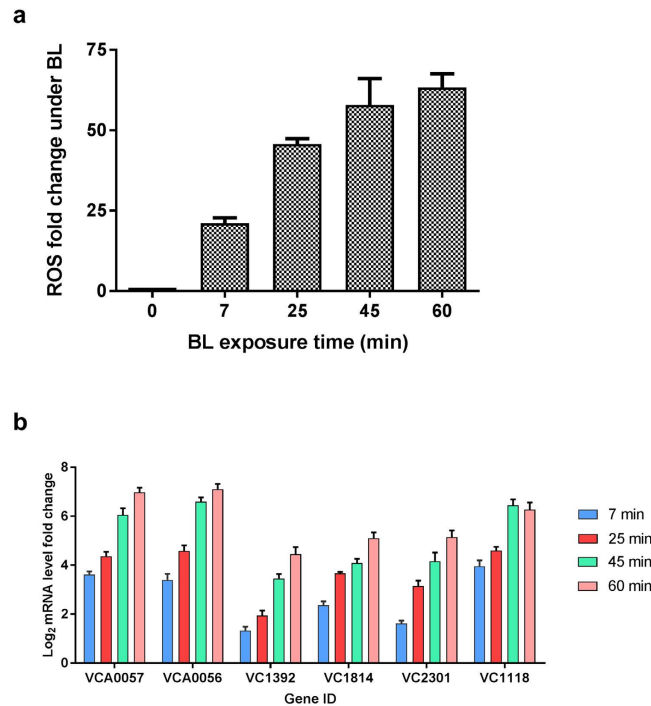 a
ROS fold change under BL
75
50
25
0
0 7 25 45 60
BL exposure time (min)
b
Log2 mRNA level fold change
8
6
4
2
0
VCA0057 VCA0056 VC1392 VC1814 VC2301 VC1118
Gene ID
7 min
25 min
45 min
60 min